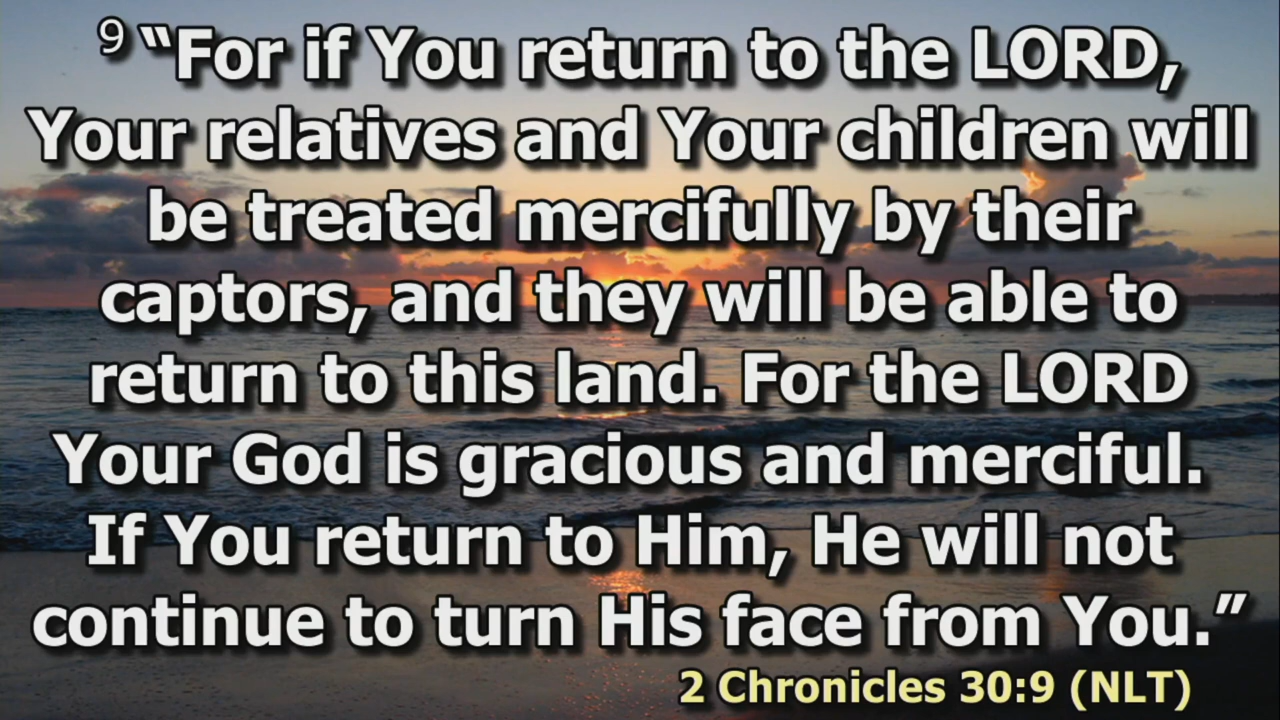 9 “For if You return to the LORD,
Your relatives and Your children will
be treated mercifully by their
captors, and they will be able to
return to this land. For the LORD
Your God is gracious and merciful.
If You return to Him, He will not
continue to turn His face from You.”
2 Chronicles 30:9 (NLT)